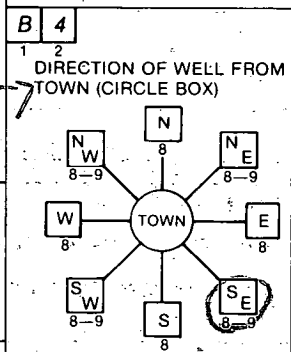 B 4
1 2
DIRECTION OF WELL FROM
TOWN (CIRCLE BOX)
N
8
N W
8—9
N E
8—9
W
8
TOWN
E
8
S W
8—9
S
8
S E
8—9